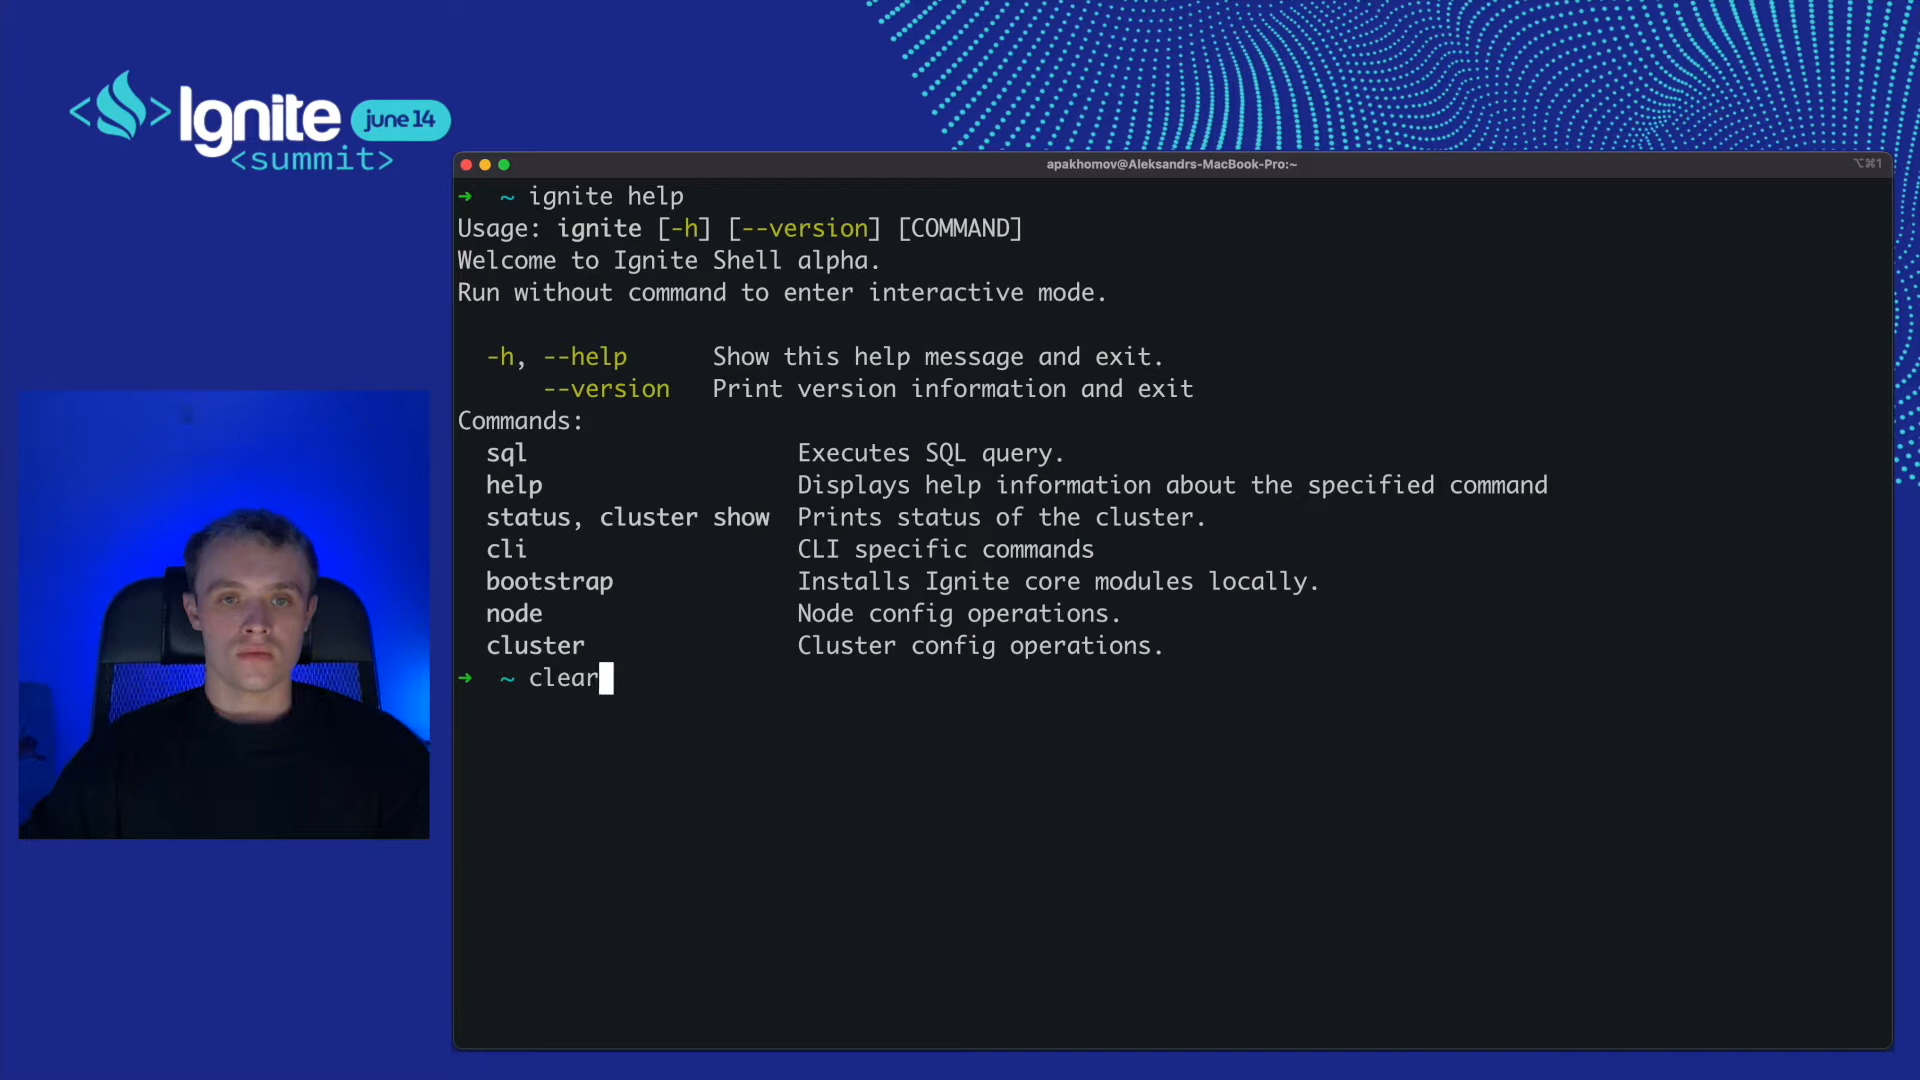 Ignite june 14
<summit>
apakhomov@Aleksandrs-MacBook-Pro:~
⌥⌘1
→ ~ ignite help
Usage: ignite [-h] [--version] [COMMAND]
Welcome to Ignite Shell alpha.
Run without command to enter interactive mode.
-h, --help Show this help message and exit.
--version Print version information and exit
Commands:
sql Executes SQL query.
help Displays help information about the specified command
status, cluster show Prints status of the cluster.
cli CLI specific commands
bootstrap Installs Ignite core modules locally.
node Node config operations.
cluster Cluster config operations.
→ ~ clear